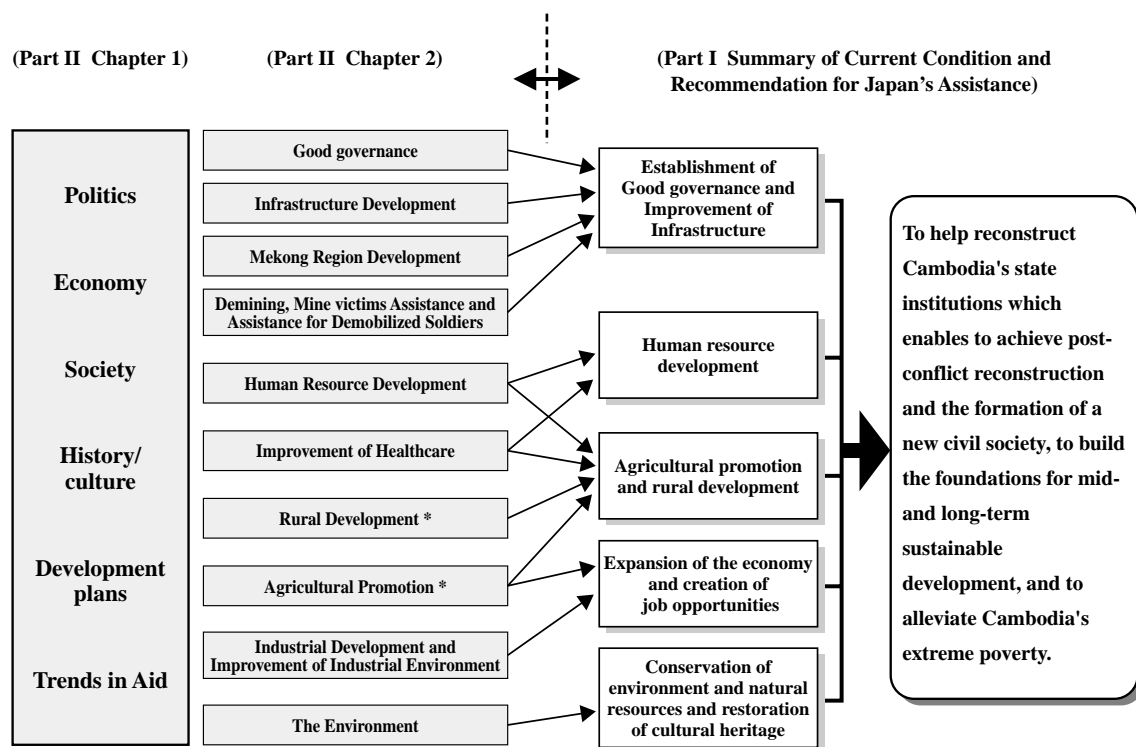 (Part II  Chapter 1)
(Part II  Chapter 2)
(Part I  Summary of Current Condition and
Recommendation for Japan's Assistance)
Politics
Economy
Society
History/
culture
Development
plans
Trends in Aid
Good governance
Infrastructure Development
Mekong Region Development
Demining, Mine victims Assistance and
Assistance for Demobilized Soldiers
Human Resource Development
Improvement of Healthcare
Rural Development *
Agricultural Promotion *
Industrial Development and
Improvement of Industrial Environment
The Environment
Establishment of
Good governance and
Improvement of
Infrastructure
Human resource
development
Agricultural promotion
and rural development
Expansion of the economy
and creation of
job opportunities
Conservation of
environment and natural
resources and restoration
of cultural heritage
To help reconstruct
Cambodia's state
institutions which
enables to achieve post-
conflict reconstruction
and the formation of a
new civil society, to build
the foundations for mid-
and long-term
sustainable
development, and to
alleviate Cambodia's
extreme poverty.